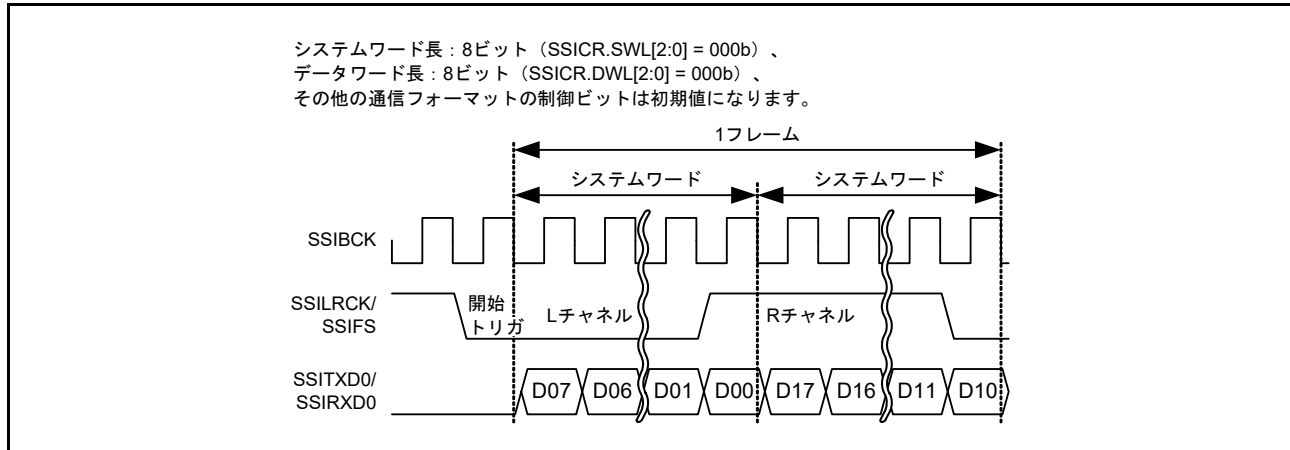 システムワード長：8ビット（SSICR.SWL[2:0] = 000b）、
データワード長：8ビット（SSICR.DWL[2:0] = 000b）、
その他の通信フォーマットの制御ビットは初期値になります。
1フレーム
システムワード
システムワード
SSIBCK
SSILRCK/
SSIFS
開始
トリガ
Lチャネル
Rチャネル
SSITXD0/
SSIRXD0
D07 D06 D01 D00 D17 D16 D11 D10